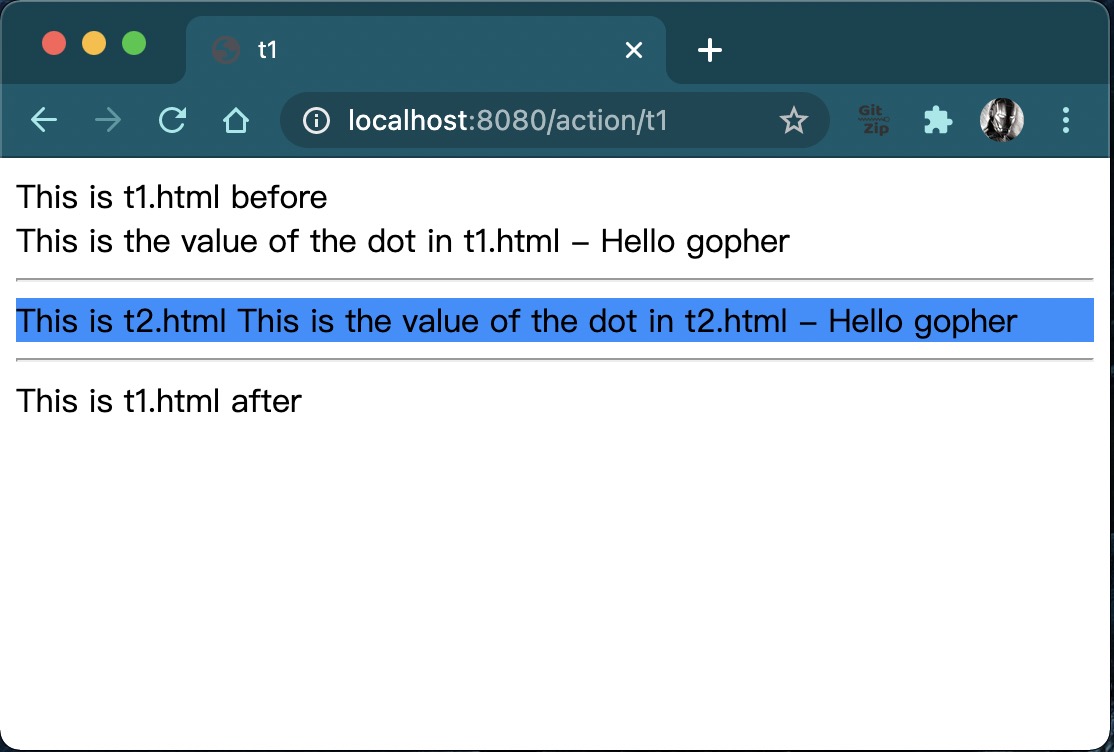 t1
localhost:8080/action/t1
Git
Zip
This is t1.html before
This is the value of the dot in t1.html – Hello gopher
This is t2.html This is the value of the dot in t2.html – Hello gopher
This is t1.html after